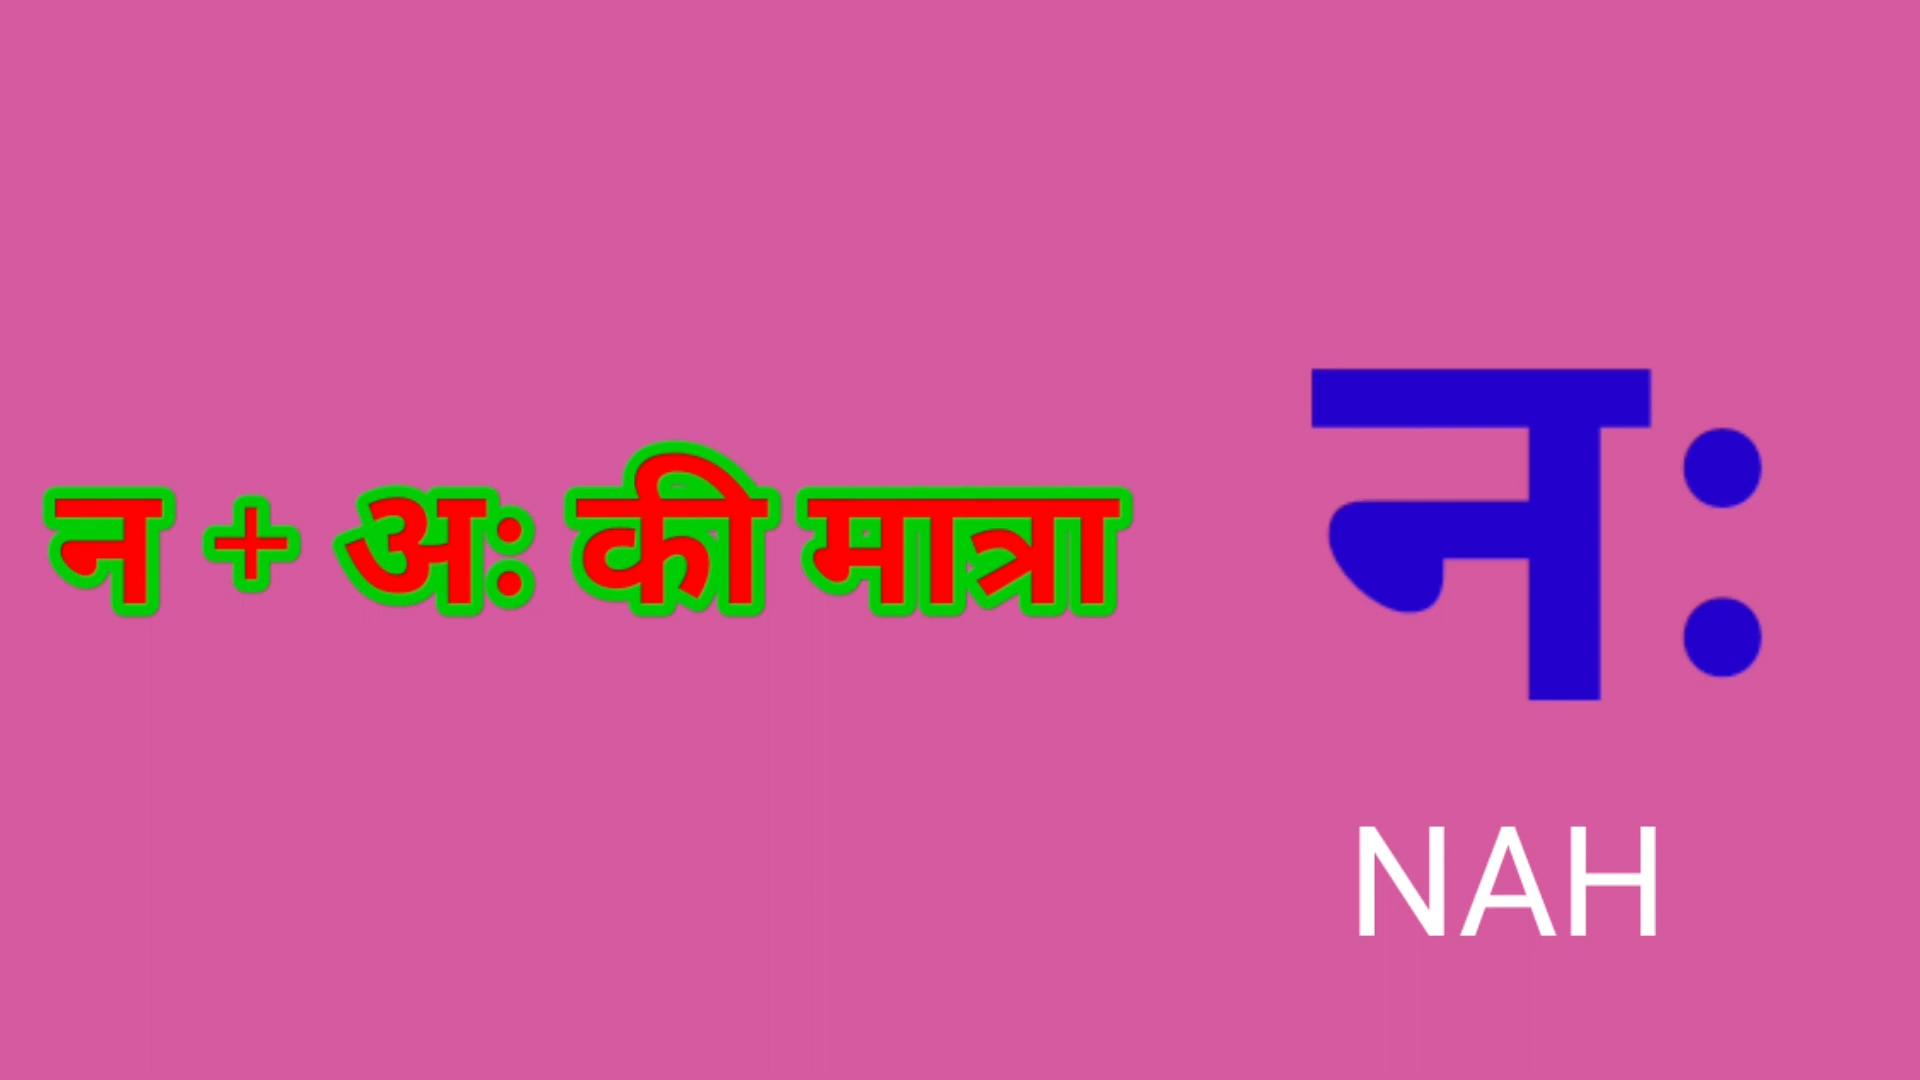 न + अः की मात्रा
नः
NAH